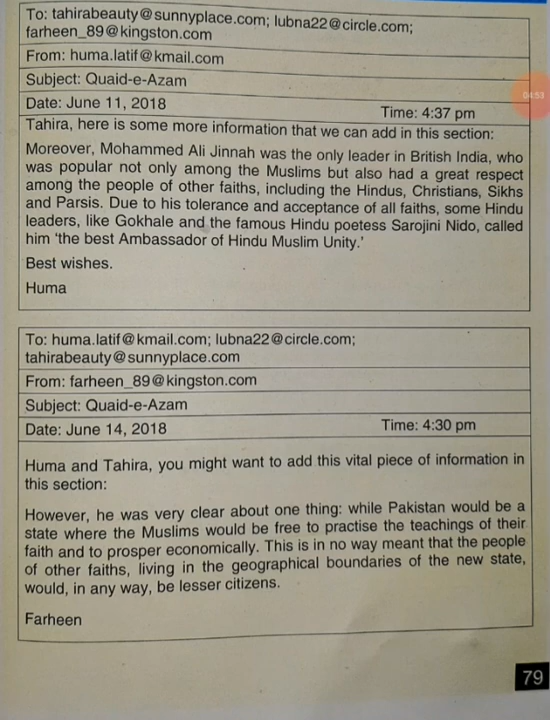 To: tahirabeauty@sunnyplace.com; lubna22@circle.com;
farheen_89@kingston.com
From: huma.latif@kmail.com
Subject: Quaid-e-Azam
04:53
Date: June 11, 2018 Time: 4:37 pm
Tahira, here is some more information that we can add in this section:
Moreover, Mohammed Ali Jinnah was the only leader in British India, who
was popular not only among the Muslims but also had a great respect
among the people of other faiths, including the Hindus, Christians, Sikhs
and Parsis. Due to his tolerance and acceptance of all faiths, some Hindu
leaders, like Gokhale and the famous Hindu poetess Sarojini Nido, called
him 'the best Ambassador of Hindu Muslim Unity.'
Best wishes.
Huma
To: huma.latif@kmail.com; lubna22@circle.com;
tahirabeauty@sunnyplace.com
From: farheen_89@kingston.com
Subject: Quaid-e-Azam
Date: June 14, 2018 Time: 4:30 pm
Huma and Tahira, you might want to add this vital piece of information in
this section:
However, he was very clear about one thing: while Pakistan would be a
state where the Muslims would be free to practise the teachings of their
faith and to prosper economically. This is in no way meant that the people
of other faiths, living in the geographical boundaries of the new state,
would, in any way, be lesser citizens.
Farheen
79